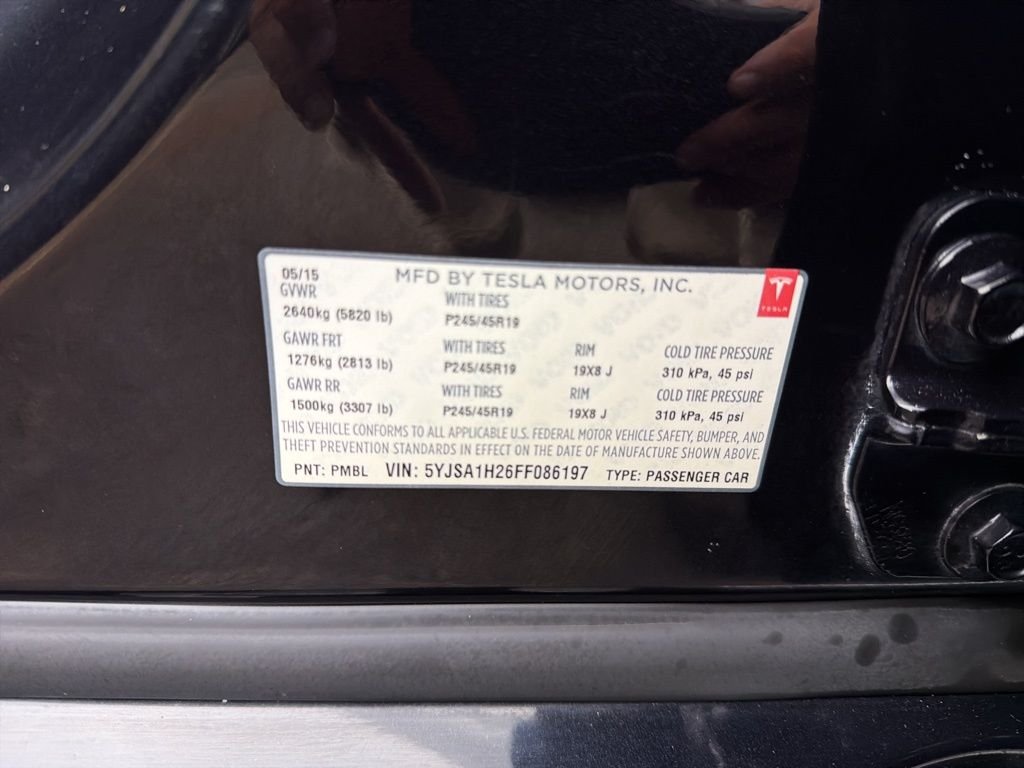 05/15 MFD BY TESLA MOTORS, INC.
TESLA
GVWR WITH TIRES
2640kg (5820 lb) P245/45R19
GAWR FRT WITH TIRES RIM COLD TIRE PRESSURE
1276kg (2813 lb) P245/45R19 19X8 J 310 kPa, 45 psi
GAWR RR WITH TIRES RIM COLD TIRE PRESSURE
1500kg (3307 lb) P245/45R19 19X8 J 310 kPa, 45 psi
THIS VEHICLE CONFORMS TO ALL APPLICABLE U.S. FEDERAL MOTOR VEHICLE SAFETY, BUMPER, AND
THEFT PREVENTION STANDARDS IN EFFECT ON THE DATE OF MANUFACTURE SHOWN ABOVE.
PNT: PMBL VIN: 5YJSA1H26FF086197 TYPE: PASSENGER CAR